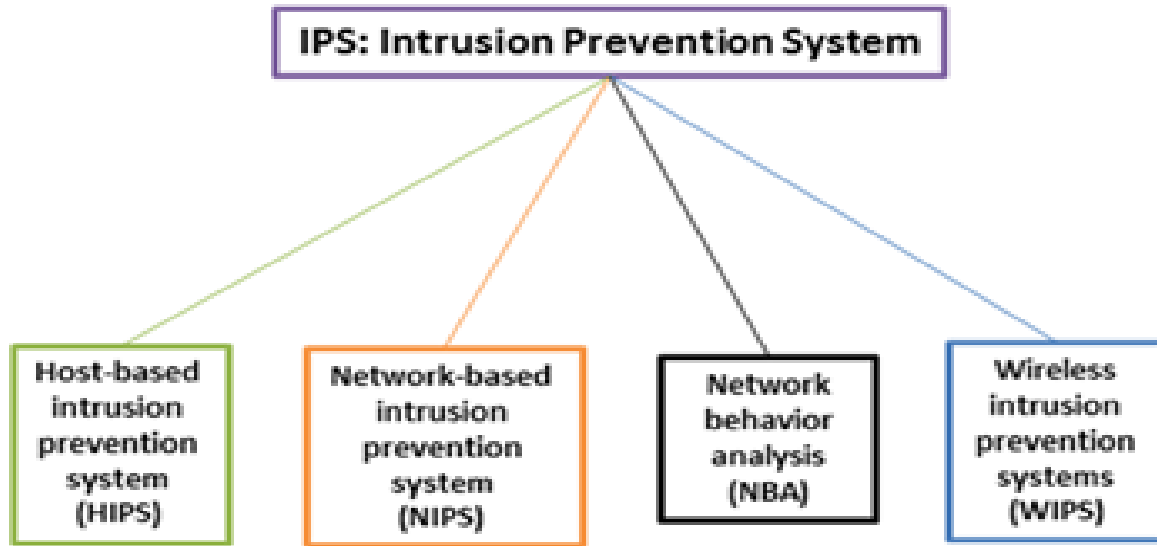 IPS: Intrusion Prevention System
Host-based
intrusion
prevention
system
(HIPS)
Network-based
intrusion
prevention
system
(NIPS)
Network
behavior
analysis
(NBA)
Wireless
intrusion
prevention
systems
(WIPS)